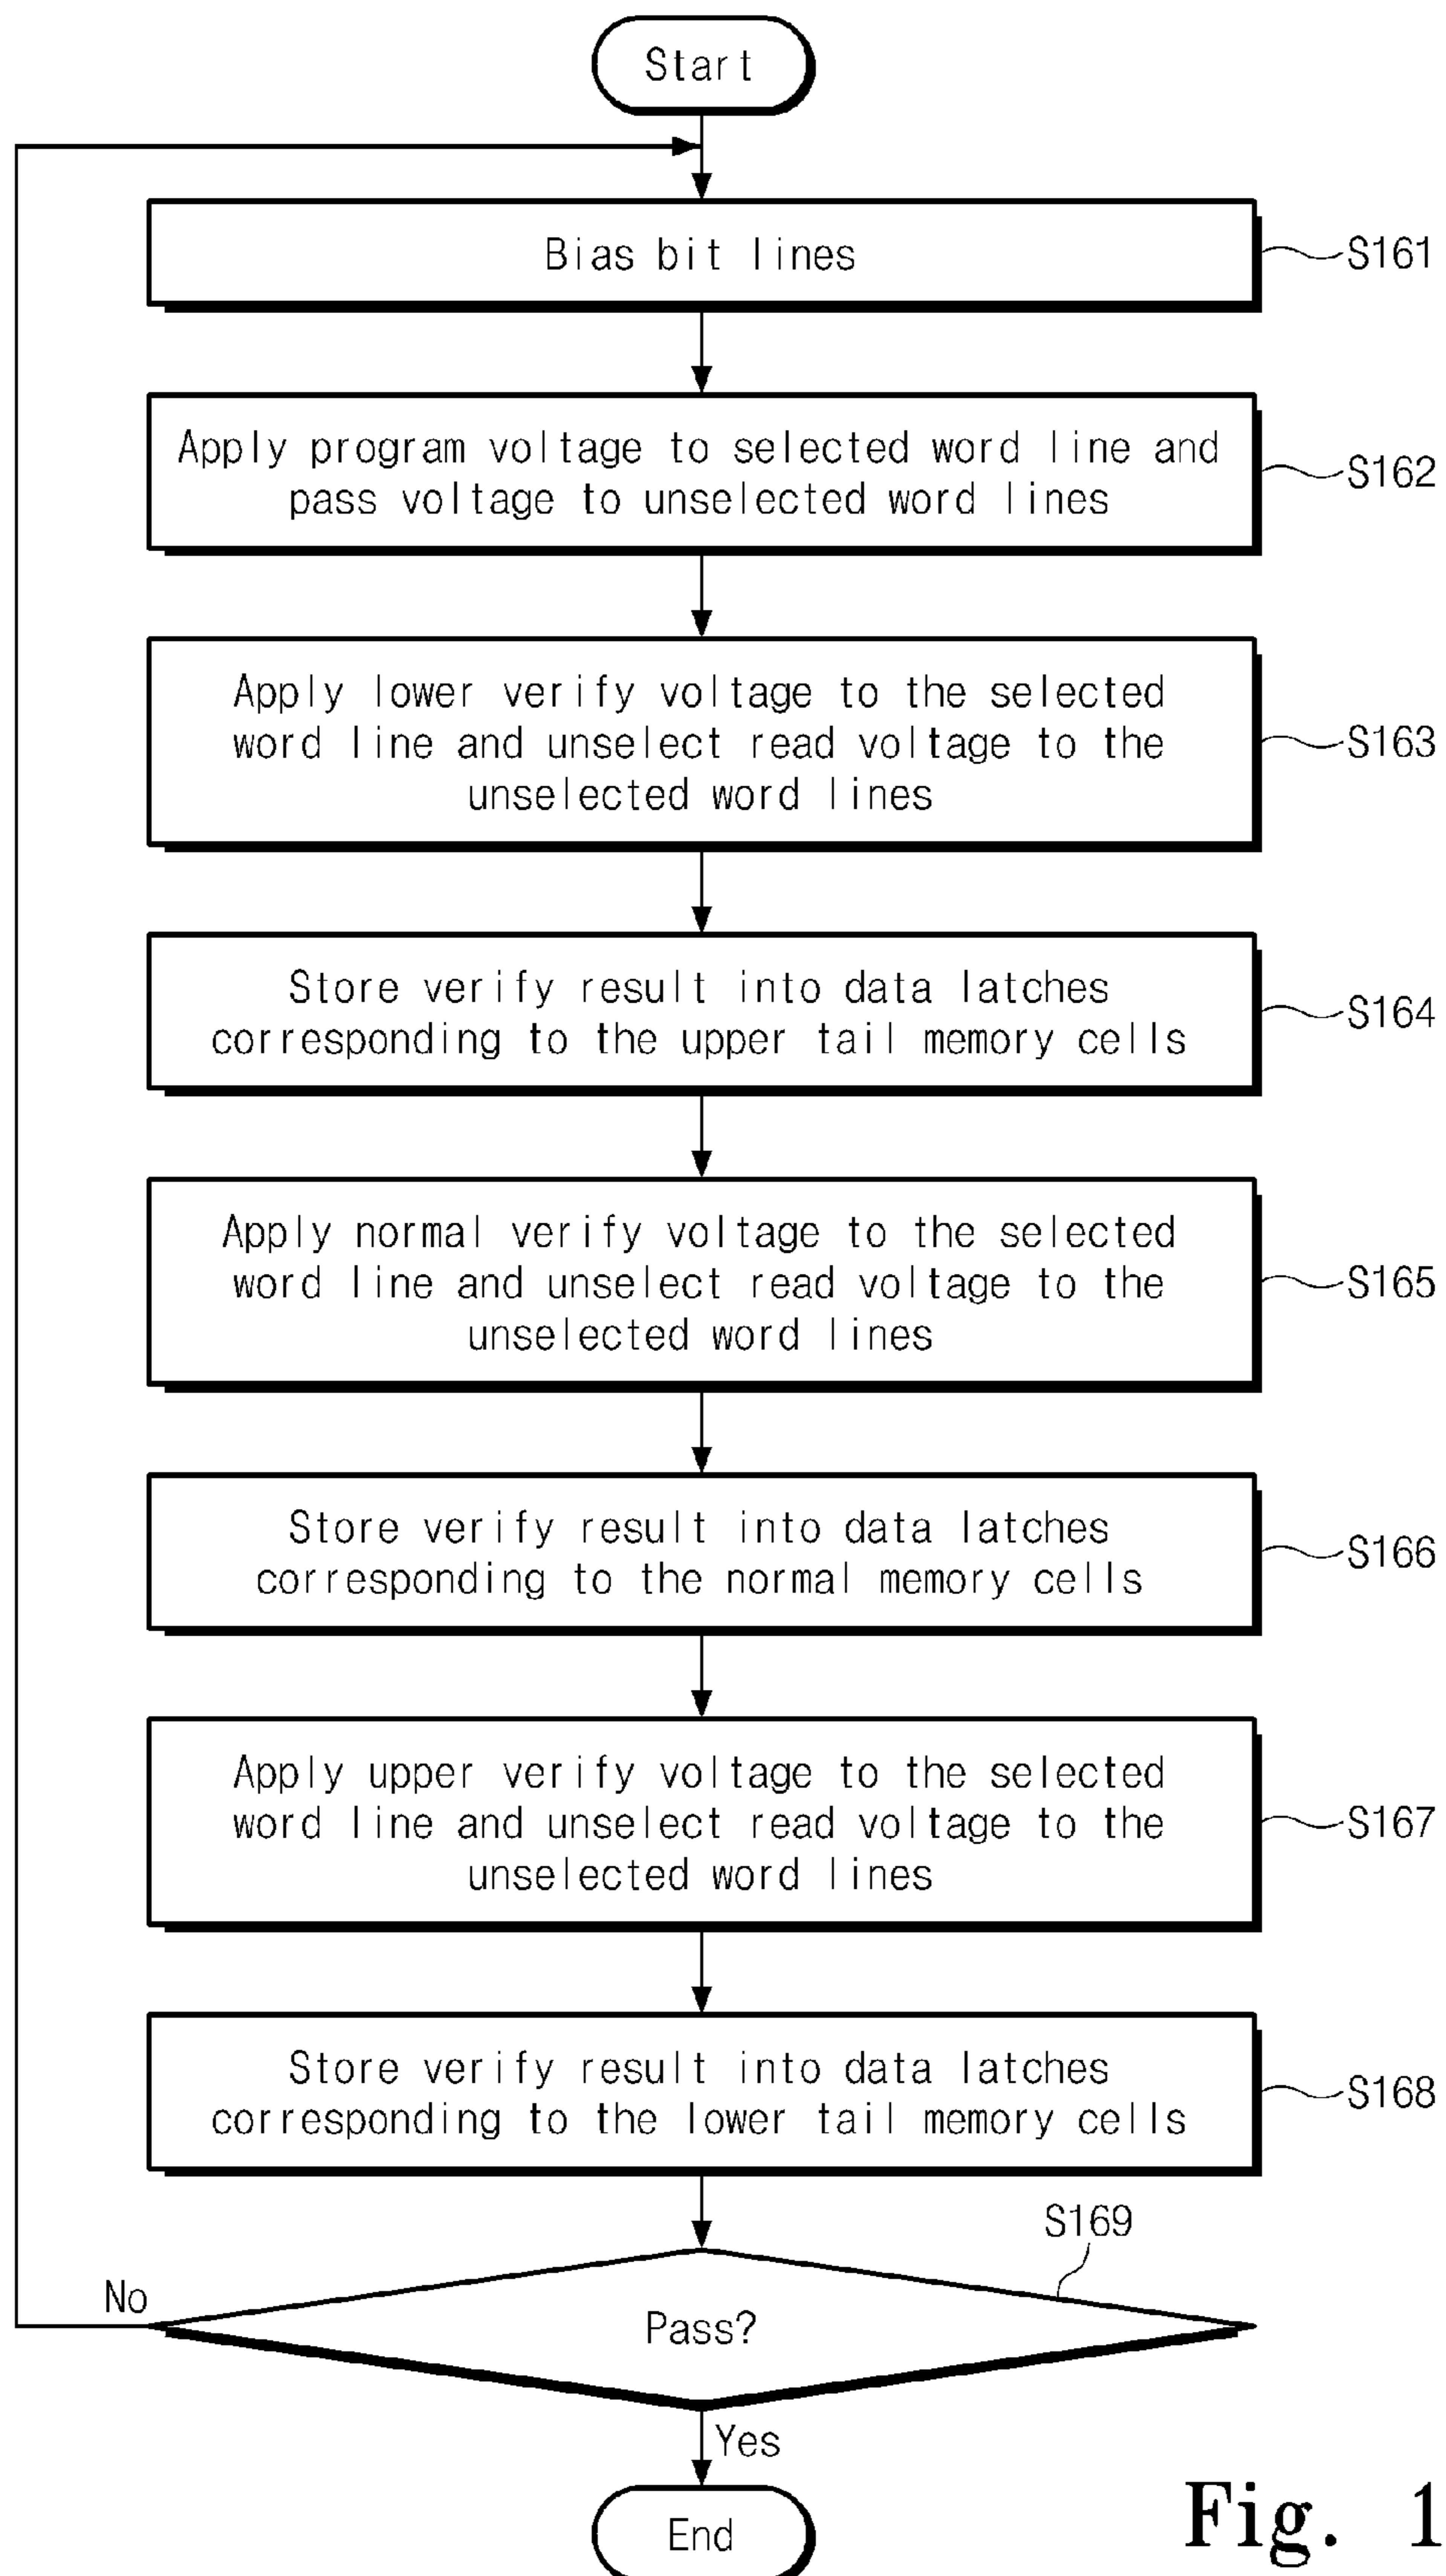 Start
Bias bit lines
S161
Apply program voltage to selected word line and
pass voltage to unselected word lines
S162
Apply lower verify voltage to the selected
word line and unselect read voltage to the
unselected word lines
S163
Store verify result into data latches
corresponding to the upper tail memory cells
S164
Apply normal verify voltage to the selected
word line and unselect read voltage to the
unselected word lines
S165
Store verify result into data latches
corresponding to the normal memory cells
S166
Apply upper verify voltage to the selected
word line and unselect read voltage to the
unselected word lines
S167
Store verify result into data latches
corresponding to the lower tail memory cells
S168
S169
No
Pass?
Yes
End
Fig. 1